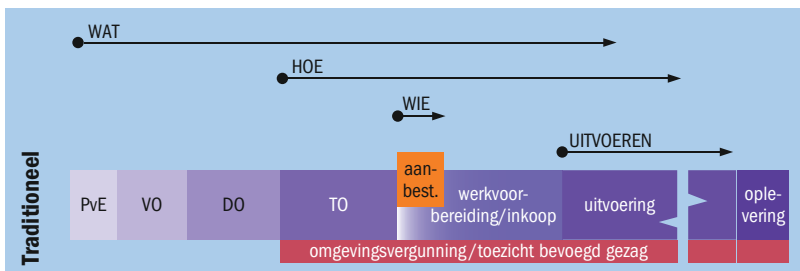 WAT
HOE
WIE
UITVOEREN
Traditioneel
PvE
VO
DO
TO
aan-
best.
werkvoor-
bereiding/inkoop
uitvoering
ople-
vering
omgevingsvergunning/toezicht bevoegd gezag